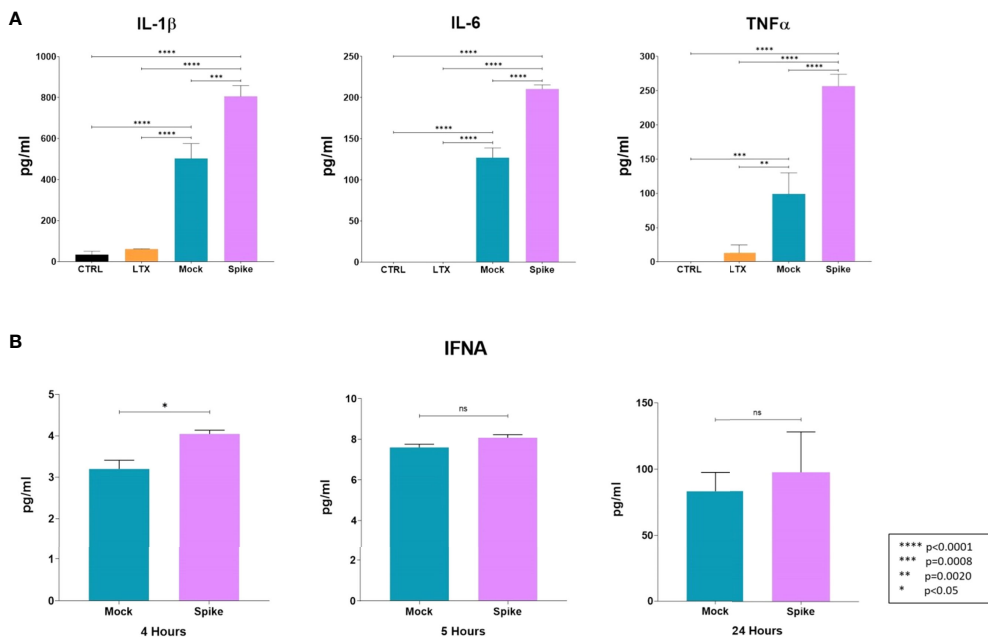 A
IL-1β
IL-6
TNFα
pg/ml
1000
800
600
400
200
0
****
****
***
****
****
CTRL LTX Mock Spike
pg/ml
250
200
150
100
50
0
****
****
****
****
****
CTRL LTX Mock Spike
pg/ml
300
250
200
150
100
50
0
****
****
****
***
**
CTRL LTX Mock Spike
B
IFNA
pg/ml
5
4
3
2
1
0
*
Mock Spike
4 Hours
pg/ml
10
8
6
4
2
0
ns
Mock Spike
5 Hours
pg/ml
150
100
50
0
ns
Mock Spike
24 Hours
**** p<0.0001
*** p=0.0008
** p=0.0020
* p<0.05